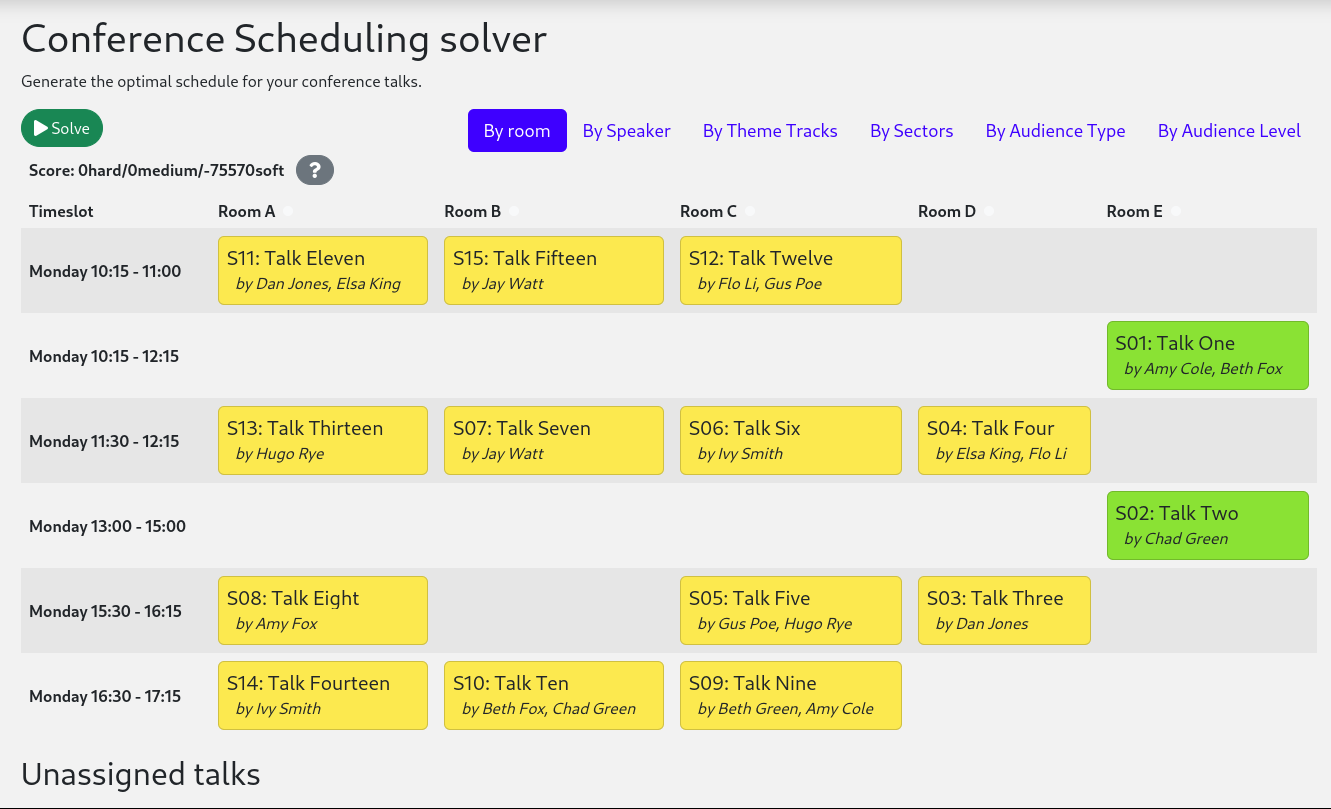 Conference Scheduling solver
Generate the optimal schedule for your conference talks.
Solve
By room By Speaker By Theme Tracks By Sectors By Audience Type By Audience Level
Score: 0hard/0medium/-75570soft ?
Timeslot Room A Room B Room C Room D Room E
Monday 10:15 - 11:00
S11: Talk Eleven
by Dan Jones, Elsa King
S15: Talk Fifteen
by Jay Watt
S12: Talk Twelve
by Flo Li, Gus Poe
Monday 10:15 - 12:15
S01: Talk One
by Amy Cole, Beth Fox
Monday 11:30 - 12:15
S13: Talk Thirteen
by Hugo Rye
S07: Talk Seven
by Jay Watt
S06: Talk Six
by Ivy Smith
S04: Talk Four
by Elsa King, Flo Li
Monday 13:00 - 15:00
S02: Talk Two
by Chad Green
Monday 15:30 - 16:15
S08: Talk Eight
by Amy Fox
S05: Talk Five
by Gus Poe, Hugo Rye
S03: Talk Three
by Dan Jones
Monday 16:30 - 17:15
S14: Talk Fourteen
by Ivy Smith
S10: Talk Ten
by Beth Fox, Chad Green
S09: Talk Nine
by Beth Green, Amy Cole
Unassigned talks